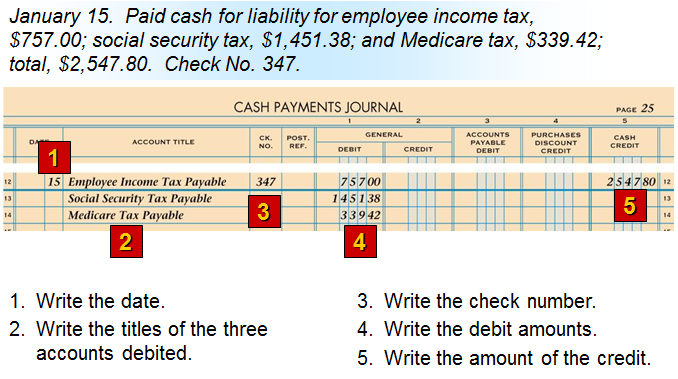 January 15. Paid cash for liability for employee income tax,
$757.00; social security tax, $1,451.38; and Medicare tax, $339.42;
total, $2,547.80. Check No. 347.
CASH PAYMENTS JOURNAL
PAGE 25
1 2 3 4 5
GENERAL
ACCOUNT TITLE CK. NO. POST. REF. DEBIT CREDIT ACCOUNTS PAYABLE DEBIT PURCHASES DISCOUNT CREDIT CASH CREDIT
1
12 15 Employee Income Tax Payable 347 757 00 2547 80 12
13 Social Security Tax Payable 1451 38 13
14 Medicare Tax Payable 339 42 14
3 5
2 4
1. Write the date.
2. Write the titles of the three
accounts debited.
3. Write the check number.
4. Write the debit amounts.
5. Write the amount of the credit.